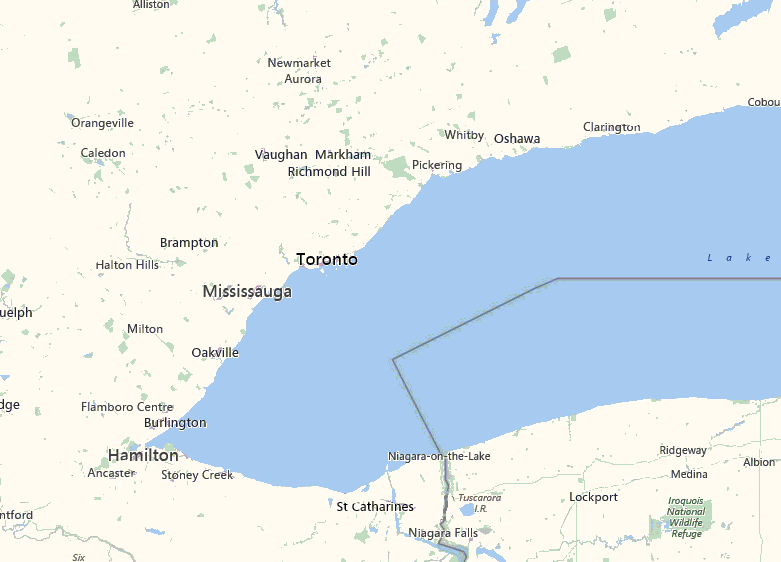 Alliston
Newmarket
Aurora
Cobou
Orangeville
Clarington
Whitby
Oshawa
Caledon
Vaughan
Markham
Pickering
Richmond Hill
Brampton
Toronto
Lake
Halton Hills
Mississauga
uelph
Milton
Oakville
dge
Flamboro Centre
Burlington
Hamilton
Niagara-on-the-Lake
Ridgeway
Albion
Ancaster
Stoney Creek
Medina
Tuscarora
I.R.
Lockport
St Catharines
Iroquois
National
Wildlife
Refuge
ntford
Niagara Falls
Six